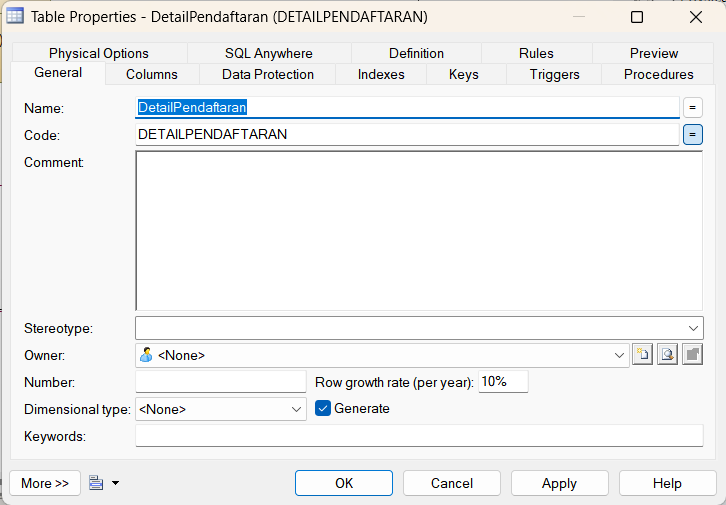 Table Properties - DetailPendaftaran (DETAILPENDAFTARAN)
Physical Options SQL Anywhere Definition Rules Preview
General Columns Data Protection Indexes Keys Triggers Procedures
Name: DetailPendaftaran =
Code: DETAILPENDAFTARAN =
Comment:
Stereotype:
Owner: <None>
Number: Row growth rate (per year): 10%
Dimensional type: <None> Generate
Keywords:
More >> OK Cancel Apply Help